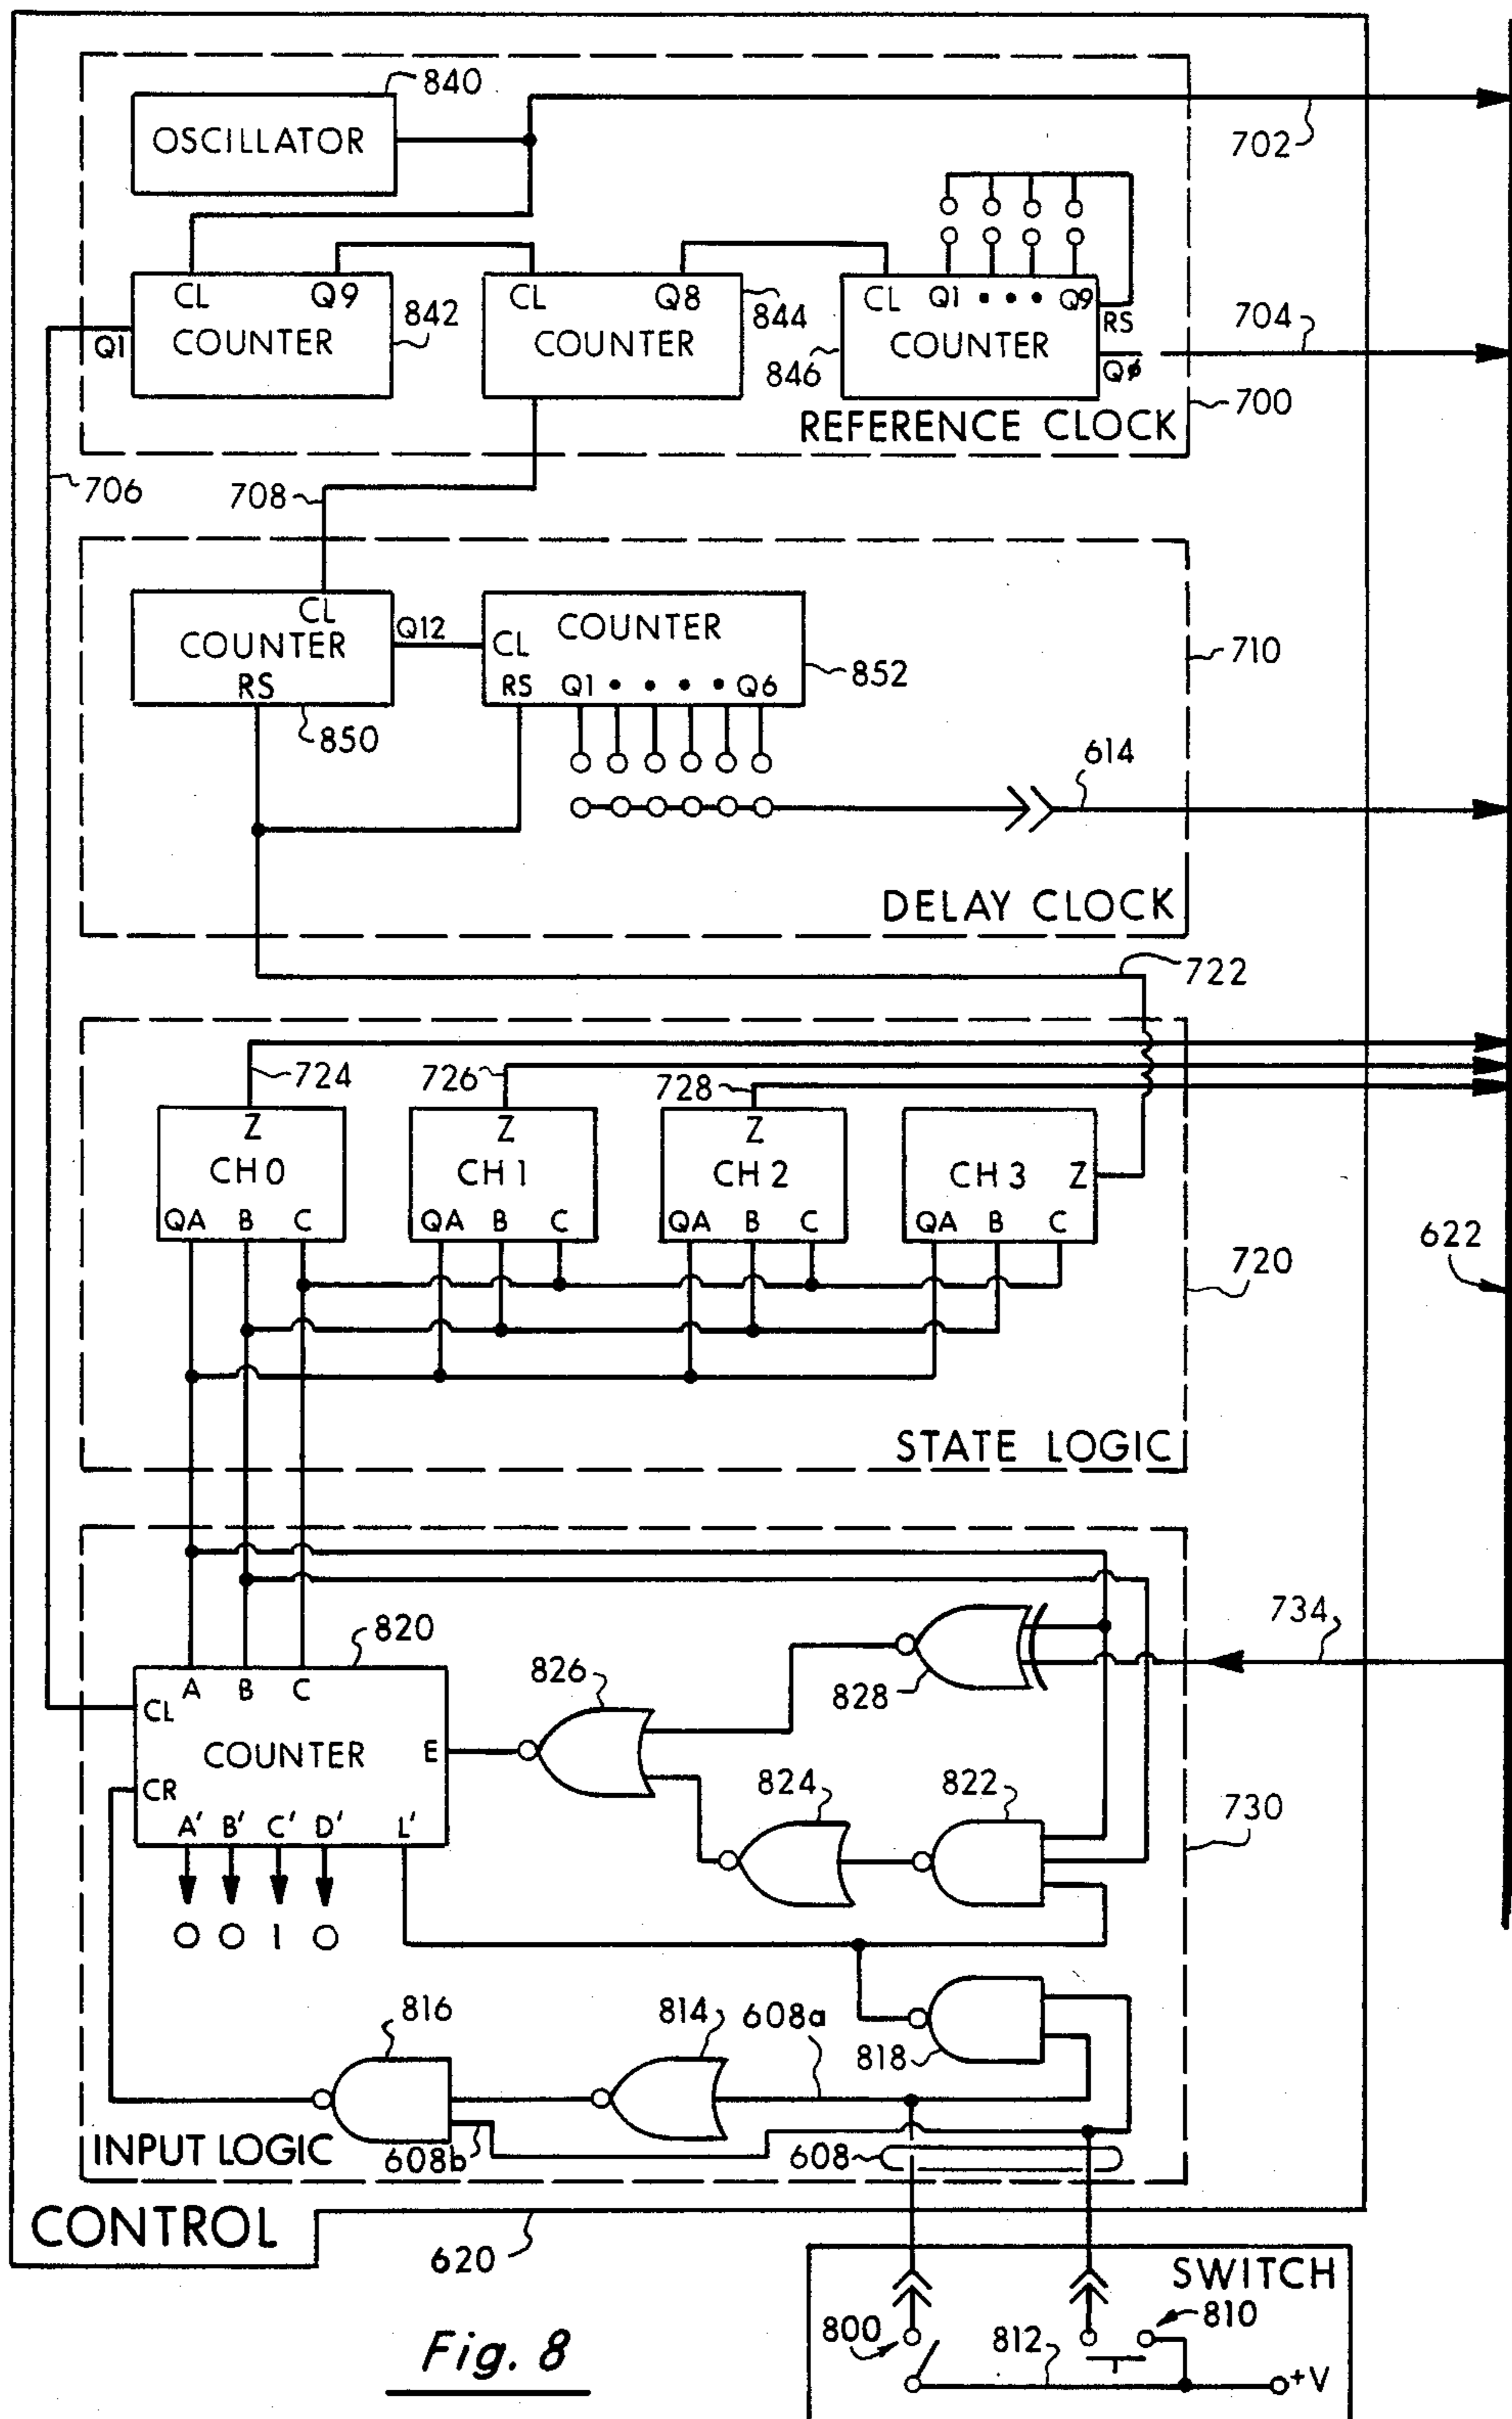 840
OSCILLATOR
702
CL Q9
COUNTER
842
Q1
CL Q8
COUNTER
844
CL Q1 • • • Q9
COUNTER
846
RS
Qφ
704
REFERENCE CLOCK
700
706
708
CL
COUNTER
RS
850
Q12
COUNTER
CL
RS Q1 • • • • Q6
852
710
614
DELAY CLOCK
722
724
726
728
Z
CH 0
QA B C
Z
CH 1
QA B C
Z
CH 2
QA B C
CH 3 Z
QA B C
720
622
STATE LOGIC
734
820
A B C
CL
COUNTER
E
CR
A' B' C' D' L'
0 0 1 0
826
828
824
822
730
816
814
608a
818
INPUT LOGIC
608b
608
CONTROL
620
SWITCH
800
810
812
+V
Fig. 8